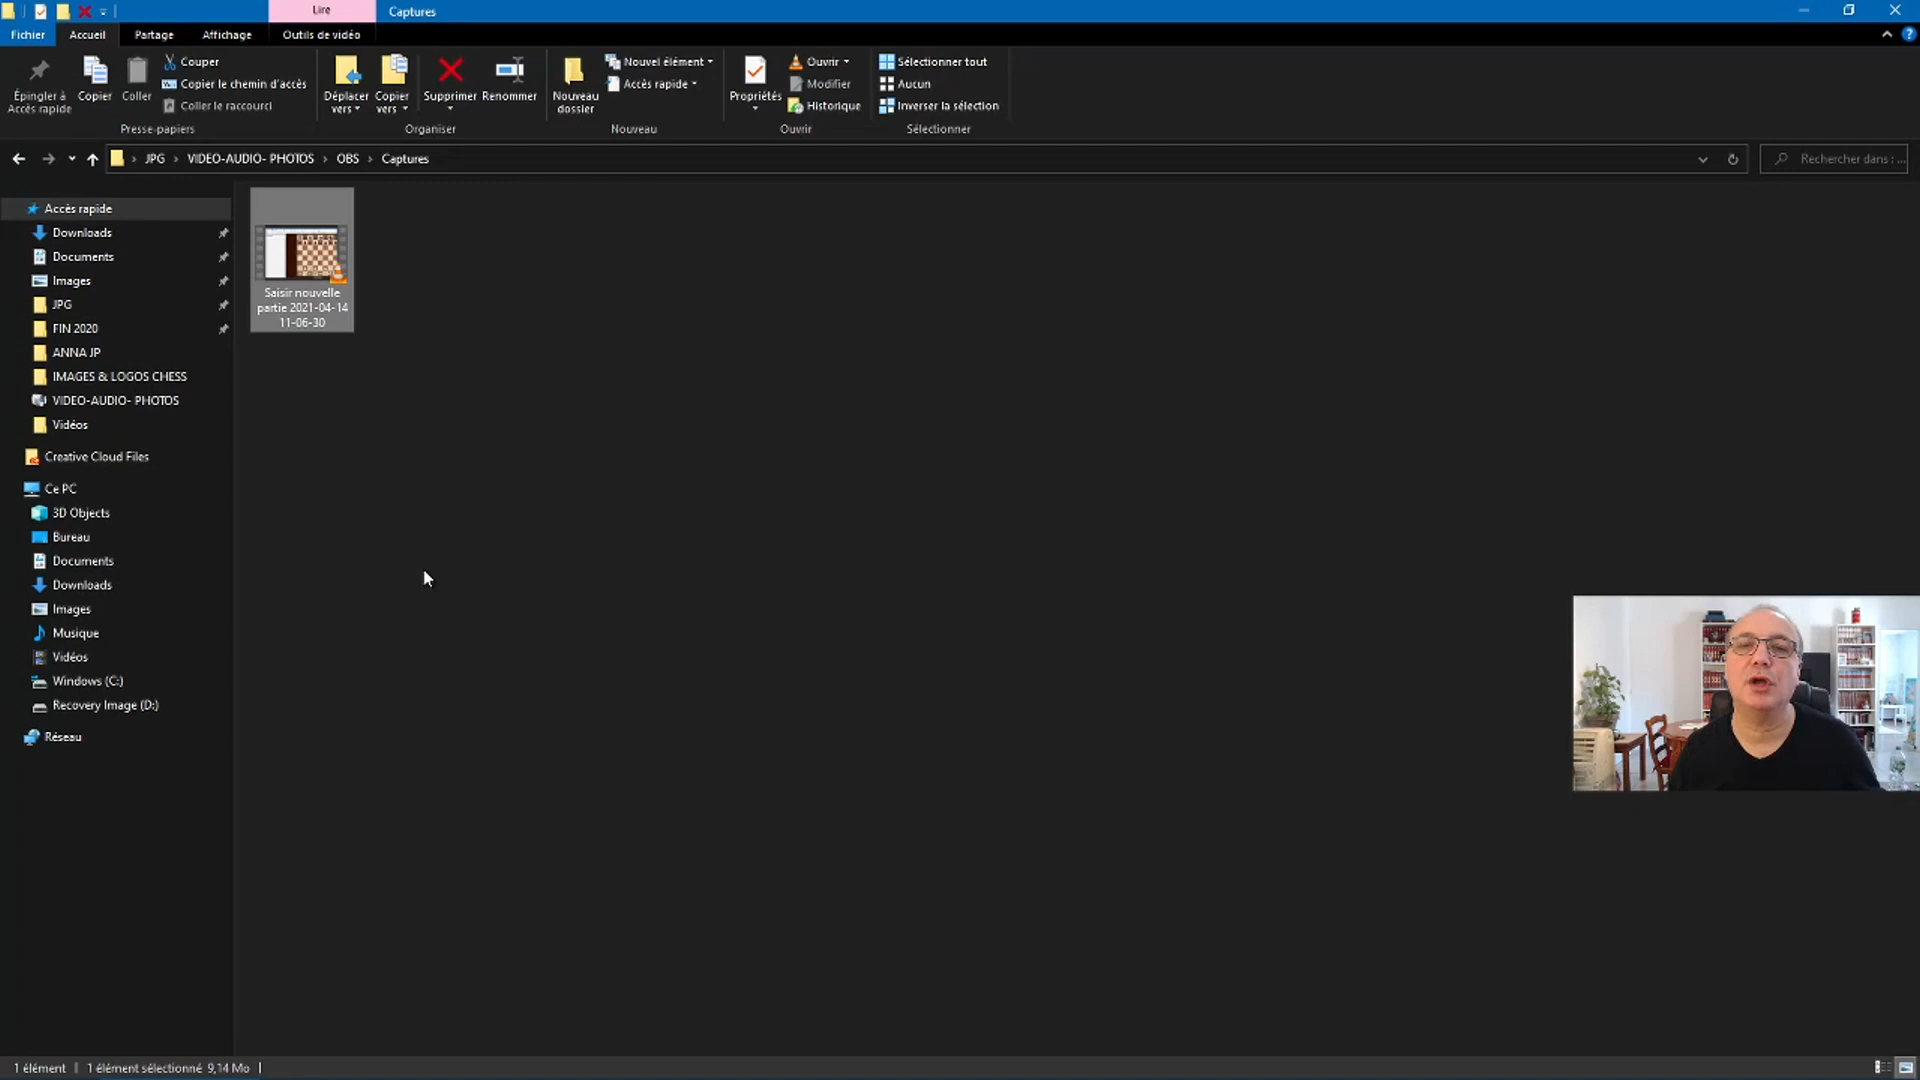 Lire
Captures
Fichier
Accueil
Partage
Affichage
Outils de vidéo
Épingler à
Accès rapide
Copier
Coller
Couper
Copier le chemin d'accès
Coller le raccourci
Presse-papiers
Déplacer
vers
Copier
vers
Supprimer
Renommer
Organiser
Nouveau
dossier
Nouvel élément
Accès rapide
Nouveau
Propriétés
Ouvrir
Modifier
Historique
Ouvrir
Sélectionner tout
Aucun
Inverser la sélection
Sélectionner
JPG › VIDEO-AUDIO- PHOTOS › OBS › Captures
Rechercher dans : ...
Accès rapide
Downloads
Documents
Images
JPG
FIN 2020
ANNA JP
IMAGES & LOGOS CHESS
VIDEO-AUDIO- PHOTOS
Vidéos
Creative Cloud Files
Ce PC
3D Objects
Bureau
Documents
Downloads
Images
Musique
Vidéos
Windows (C:)
Recovery Image (D:)
Réseau
Saisir nouvelle
partie 2021-04-14
11-06-30
1 élément
1 élément sélectionné 9,14 Mo